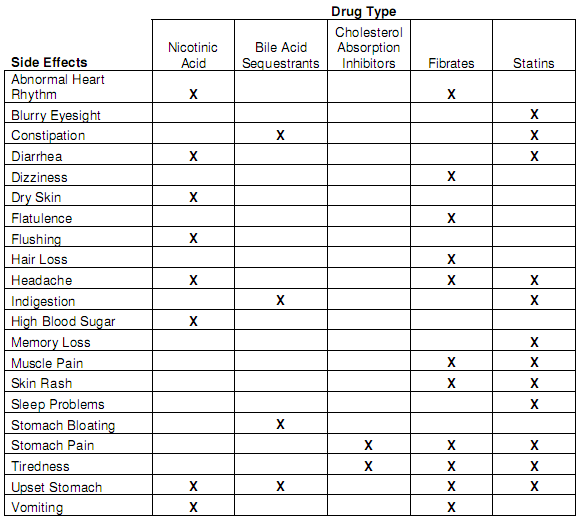 Drug Type
Side Effects Nicotinic Acid Bile Acid Sequestrants Cholesterol Absorption Inhibitors Fibrates Statins
Abnormal Heart Rhythm X X
Blurry Eyesight X
Constipation X X
Diarrhea X X
Dizziness X
Dry Skin X
Flatulence X
Flushing X
Hair Loss X
Headache X X X
Indigestion X X
High Blood Sugar X
Memory Loss X
Muscle Pain X X
Skin Rash X X
Sleep Problems X
Stomach Bloating X
Stomach Pain X X X
Tiredness X X X
Upset Stomach X X X X
Vomiting X X